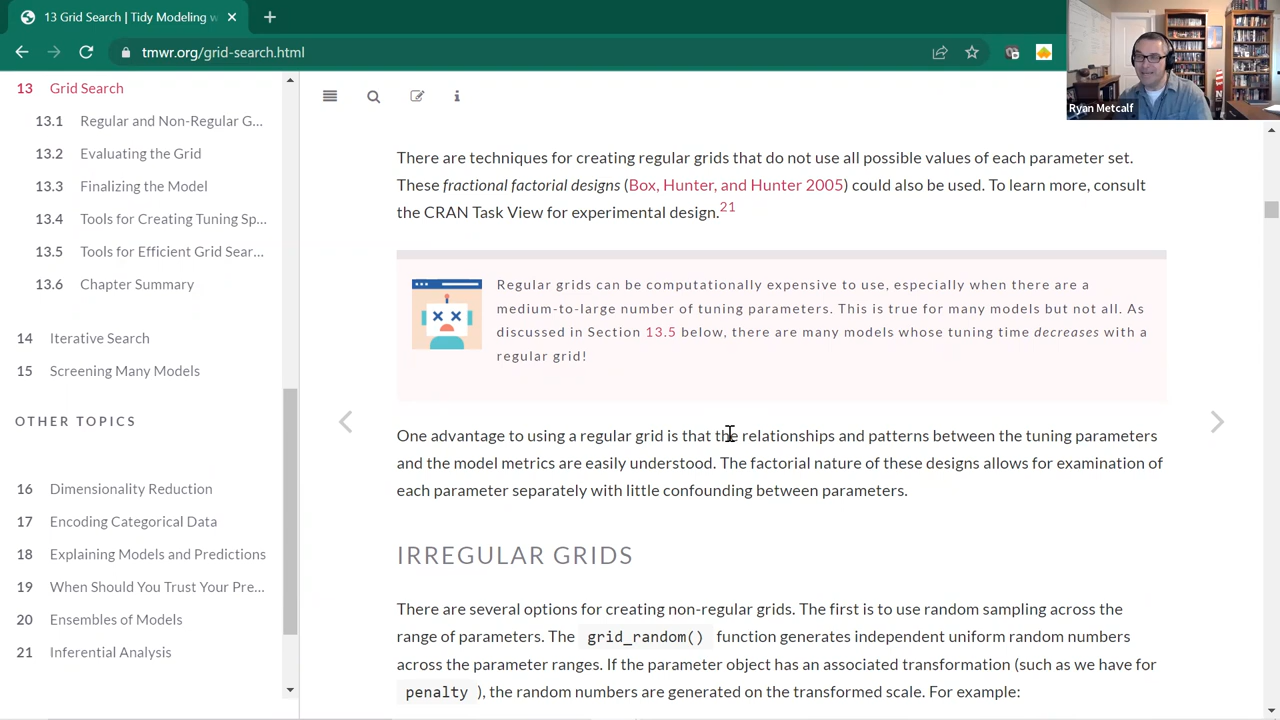 13 Grid Search | Tidy Modeling w
tmwr.org/grid-search.html
Ryan Metcalf
13 Grid Search
13.1 Regular and Non-Regular G...
13.2 Evaluating the Grid
13.3 Finalizing the Model
13.4 Tools for Creating Tuning Sp...
13.5 Tools for Efficient Grid Sear...
13.6 Chapter Summary
14 Iterative Search
15 Screening Many Models
OTHER TOPICS
16 Dimensionality Reduction
17 Encoding Categorical Data
18 Explaining Models and Predictions
19 When Should You Trust Your Pre...
20 Ensembles of Models
21 Inferential Analysis
There are techniques for creating regular grids that do not use all possible values of each parameter set.
These fractional factorial designs (Box, Hunter, and Hunter 2005) could also be used. To learn more, consult
the CRAN Task View for experimental design.21
Regular grids can be computationally expensive to use, especially when there are a
medium-to-large number of tuning parameters. This is true for many models but not all. As
discussed in Section 13.5 below, there are many models whose tuning time decreases with a
regular grid!
One advantage to using a regular grid is that the relationships and patterns between the tuning parameters
and the model metrics are easily understood. The factorial nature of these designs allows for examination of
each parameter separately with little confounding between parameters.
IRREGULAR GRIDS
There are several options for creating non-regular grids. The first is to use random sampling across the
range of parameters. The grid_random() function generates independent uniform random numbers
across the parameter ranges. If the parameter object has an associated transformation (such as we have for
penalty ), the random numbers are generated on the transformed scale. For example: